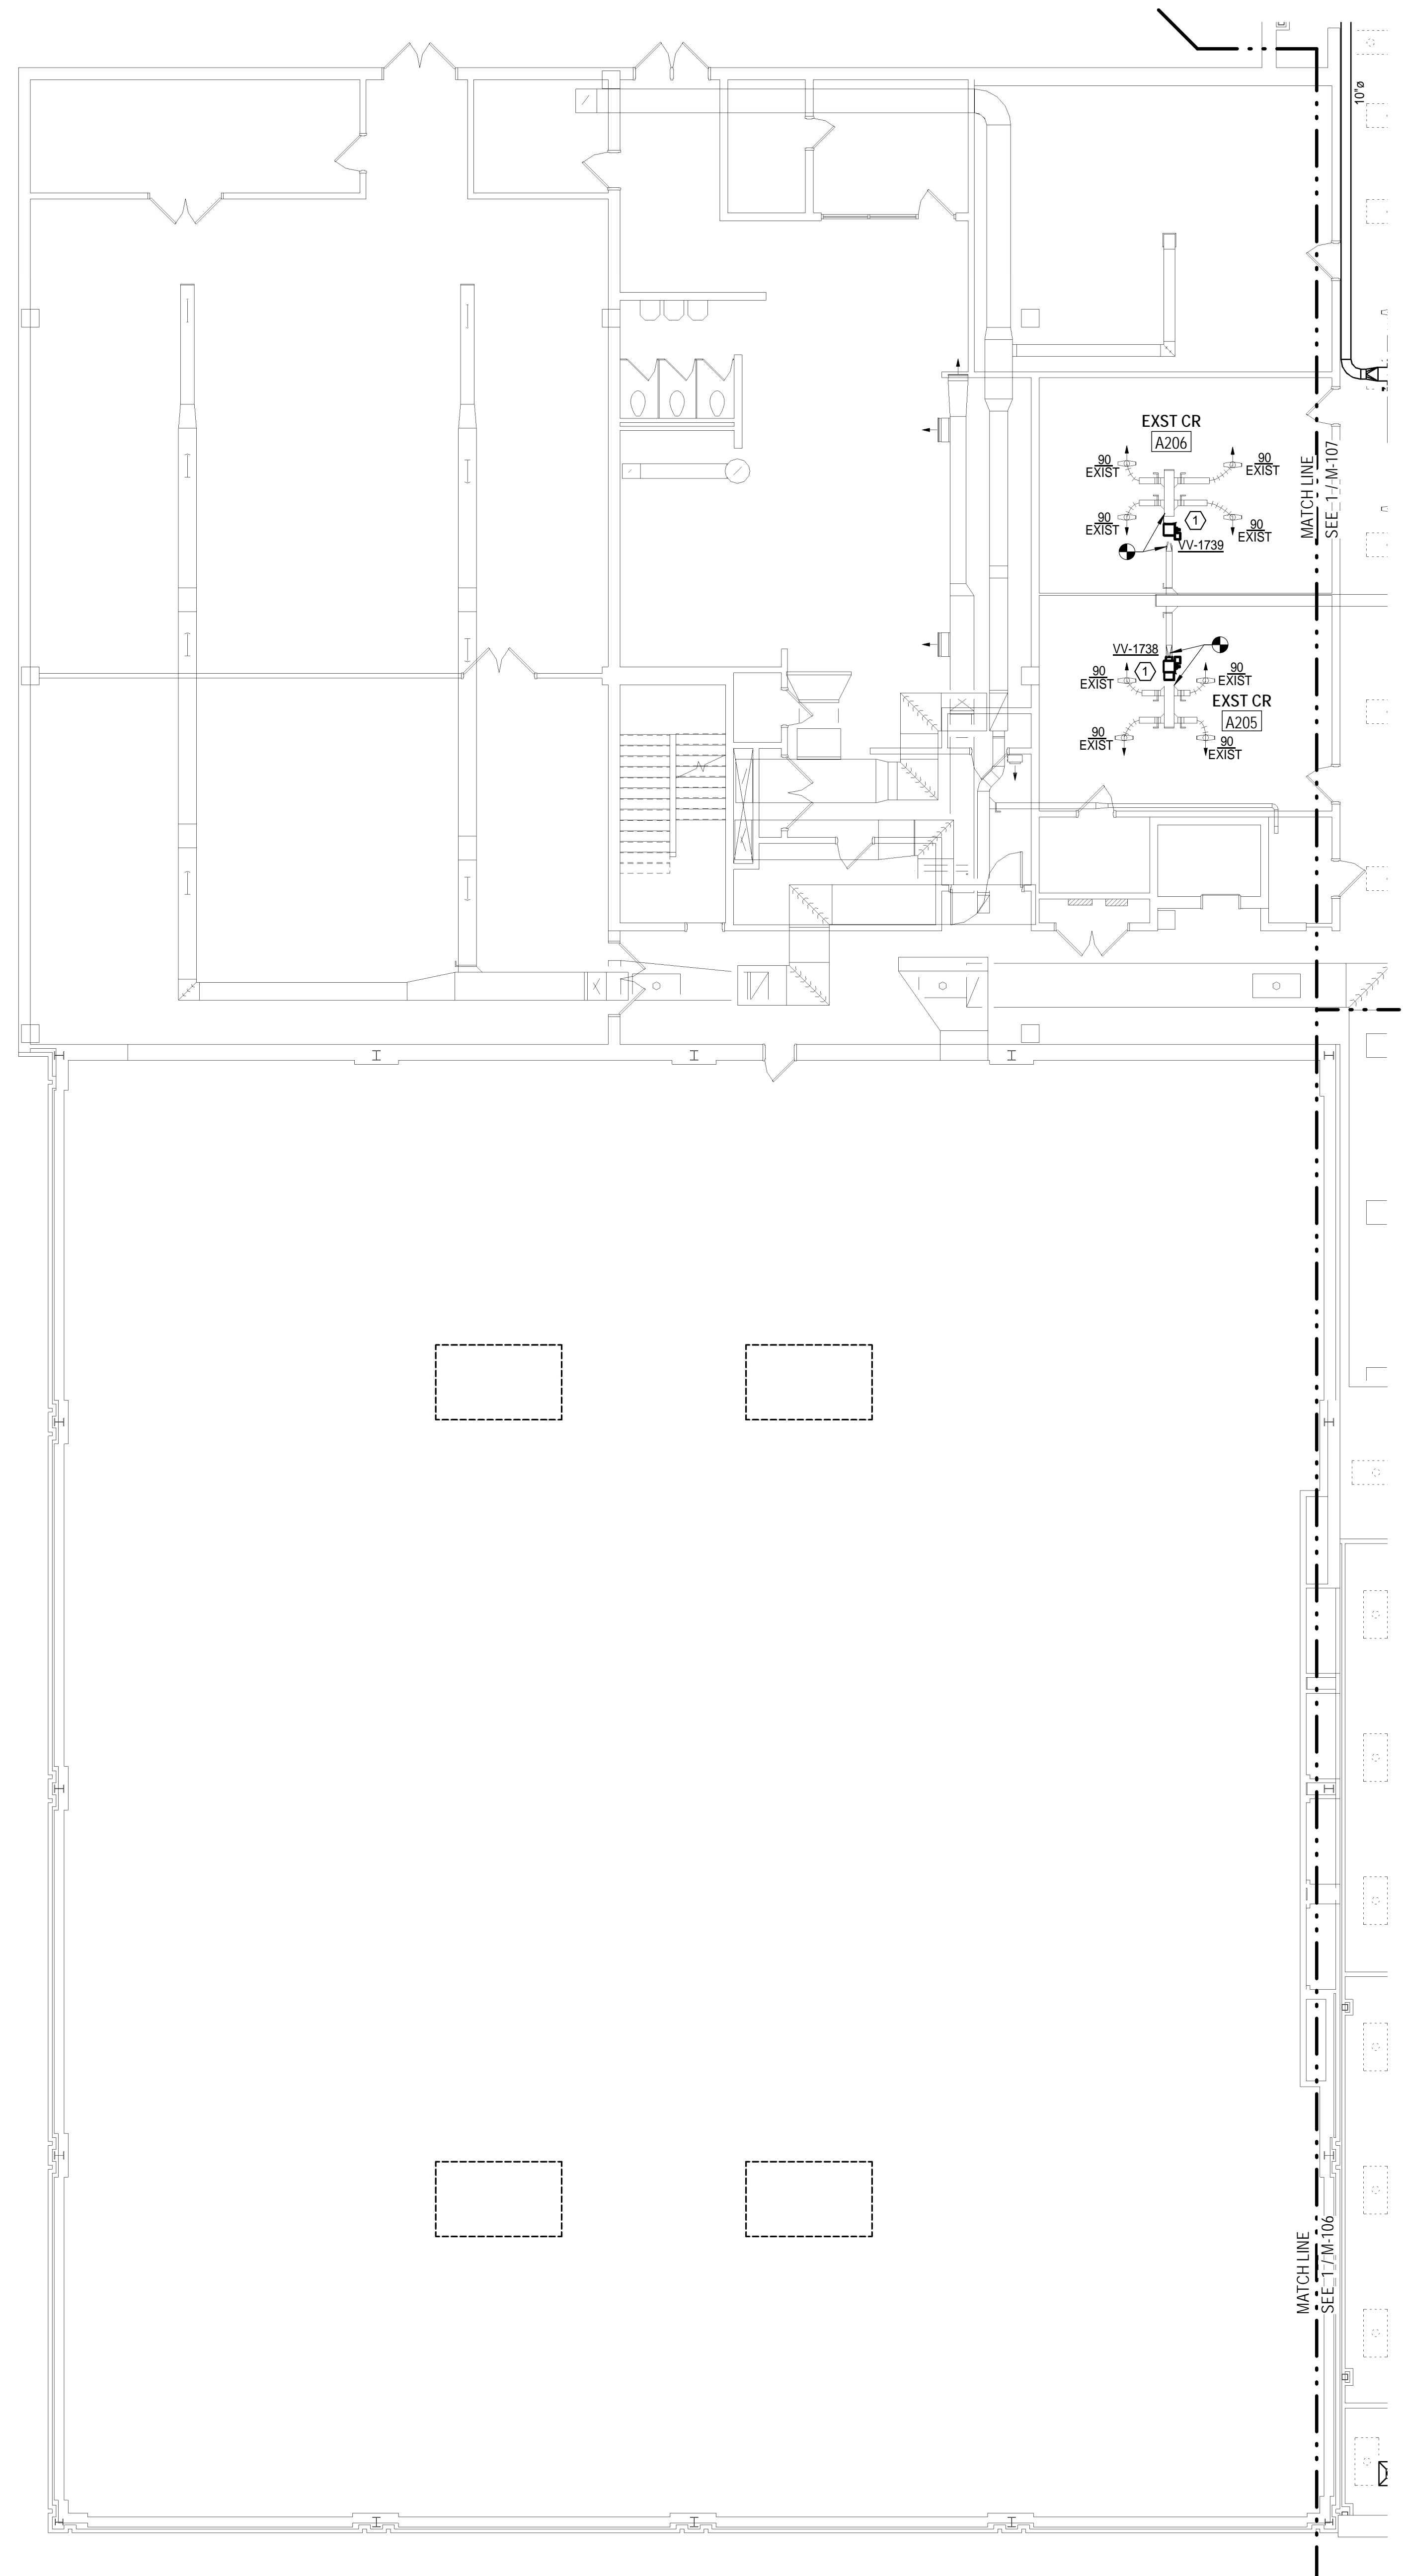 10"ø
EXST CR
A206
90
EXIST
90
EXIST
90
EXIST
1
90
EXIST
VV-1739
MATCH LINE
SEE 1 / M-107
VV-1738
90
EXIST
1
90
EXIST
EXST CR
A205
90
EXIST
90
EXIST
MATCH LINE
SEE 1 / M-106